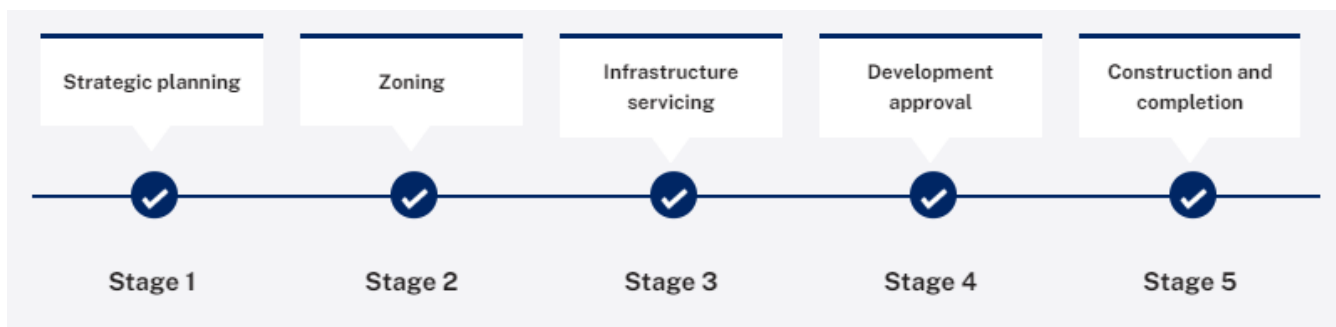 Strategic planning
Zoning
Infrastructure
servicing
Development
approval
Construction and
completion
Stage 1
Stage 2
Stage 3
Stage 4
Stage 5